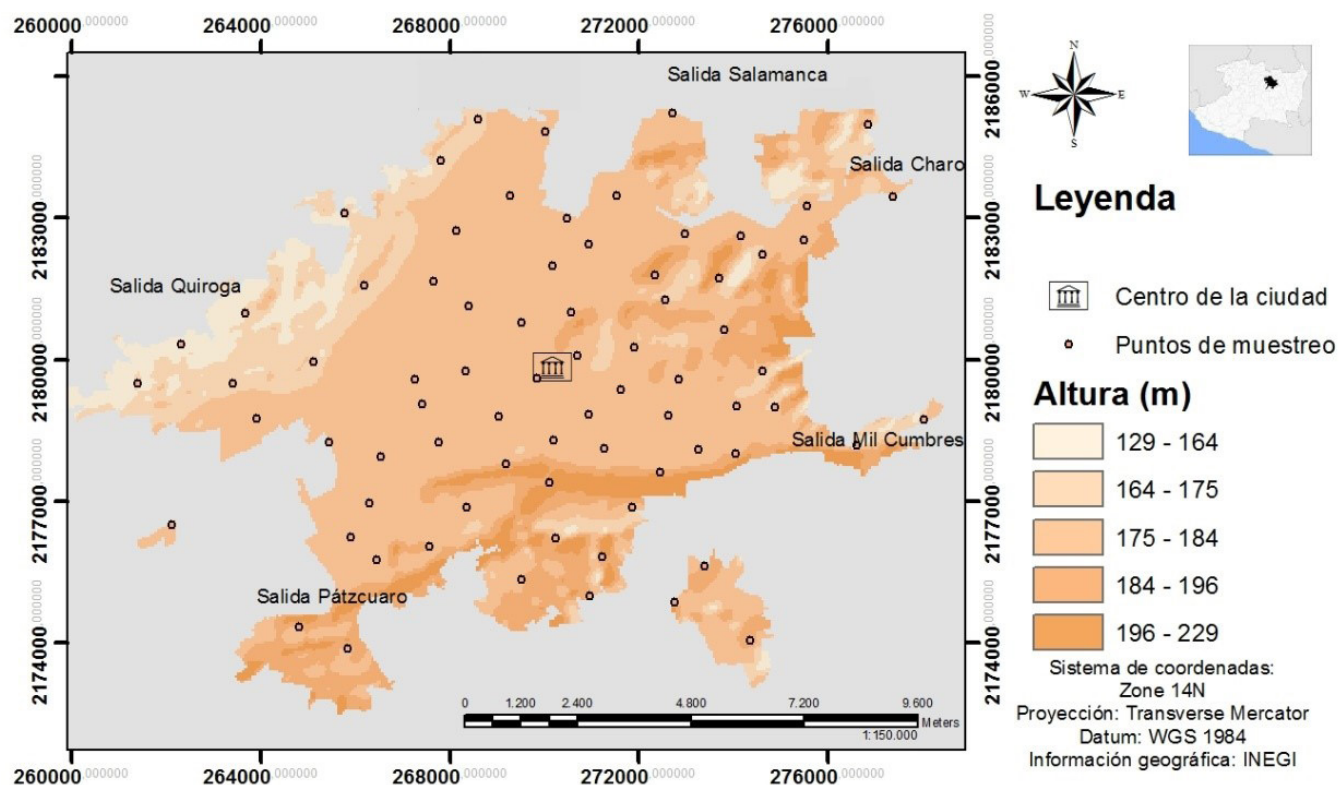 260000,000000 264000,000000 268000,000000 272000,000000 276000,000000
Salida Salamanca
Salida Charo
Salida Quiroga
Salida Mil Cumbres
Salida Pátzcuaro
2186000,000000
2183000,000000
2180000,000000
2177000,000000
2174000,000000
2183000,000000
2180000,000000
2177000,000000
2174000,000000
0 1.200 2.400 4.800 7.200 9.600
Meters
1:150.000
260000,000000 264000,000000 268000,000000 272000,000000 276000,000000
N
W E
S
Leyenda
Centro de la ciudad
Puntos de muestreo
Altura (m)
129 - 164
164 - 175
175 - 184
184 - 196
196 - 229
Sistema de coordenadas:
Zone 14N
Proyección: Transverse Mercator
Datum: WGS 1984
Información geográfica: INEGI